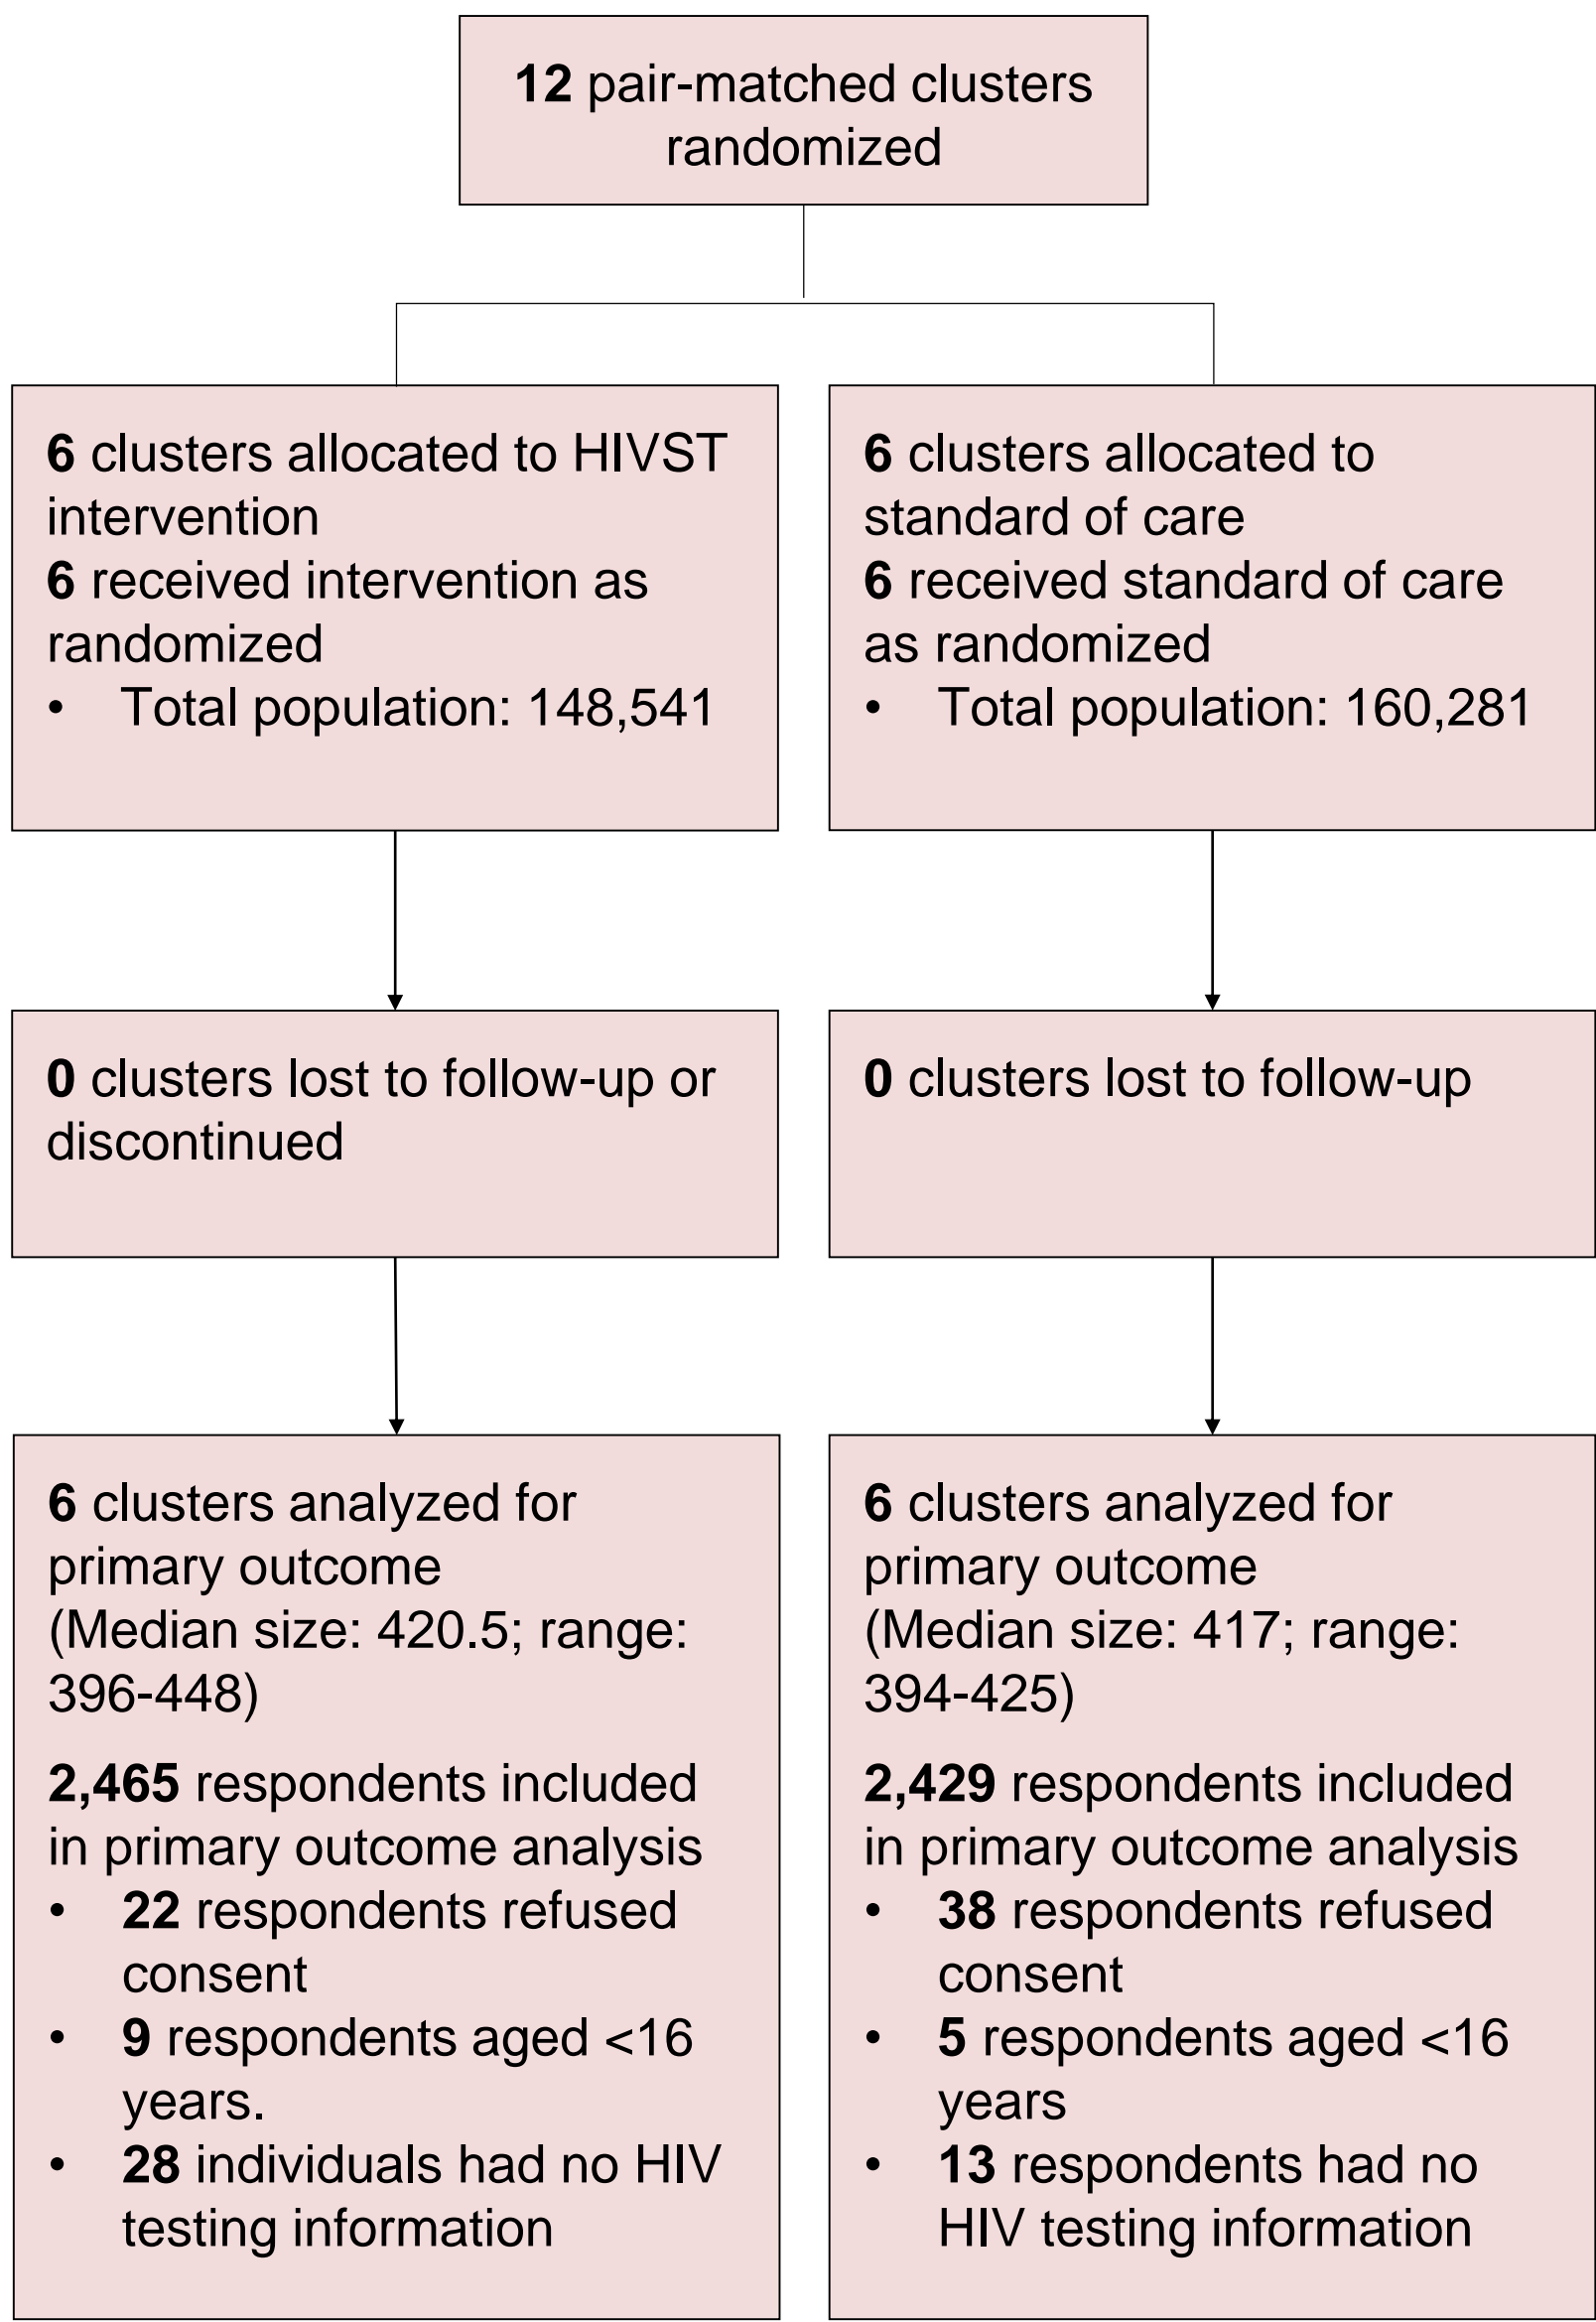 12 pair-matched clusters
randomized
6 clusters allocated to HIVST
intervention
6 received intervention as
randomized
• Total population: 148,541
6 clusters allocated to
standard of care
6 received standard of care
as randomized
• Total population: 160,281
0 clusters lost to follow-up or
discontinued
0 clusters lost to follow-up
6 clusters analyzed for
primary outcome
(Median size: 420.5; range:
396-448)
2,465 respondents included
in primary outcome analysis
• 22 respondents refused
consent
• 9 respondents aged <16
years.
• 28 individuals had no HIV
testing information
6 clusters analyzed for
primary outcome
(Median size: 417; range:
394-425)
2,429 respondents included
in primary outcome analysis
• 38 respondents refused
consent
• 5 respondents aged <16
years
• 13 respondents had no
HIV testing information